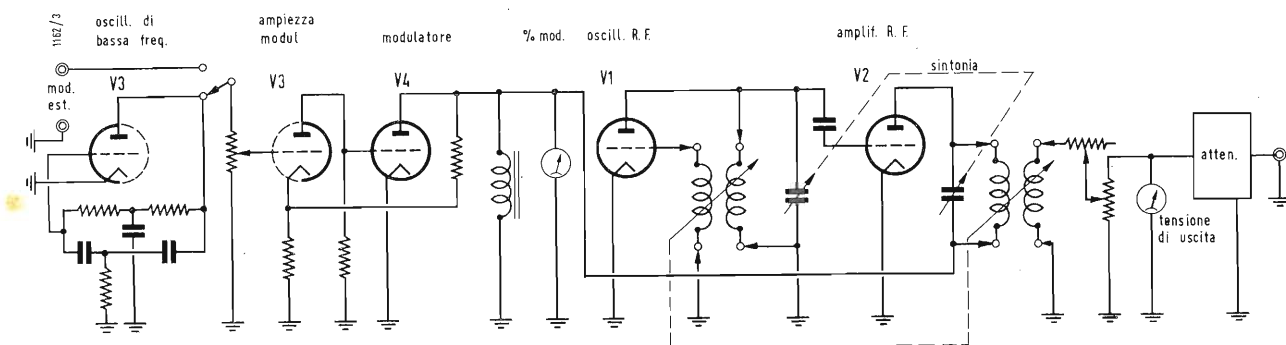 1162/3
oscill. di
bassa freq.
ampiezza
modul
modulatore
% mod.
oscill. R.F.
amplif. R.F.
mod.
est.
V3
V3
V4
V1
V2
sintonia
atten.
tensione
di uscita